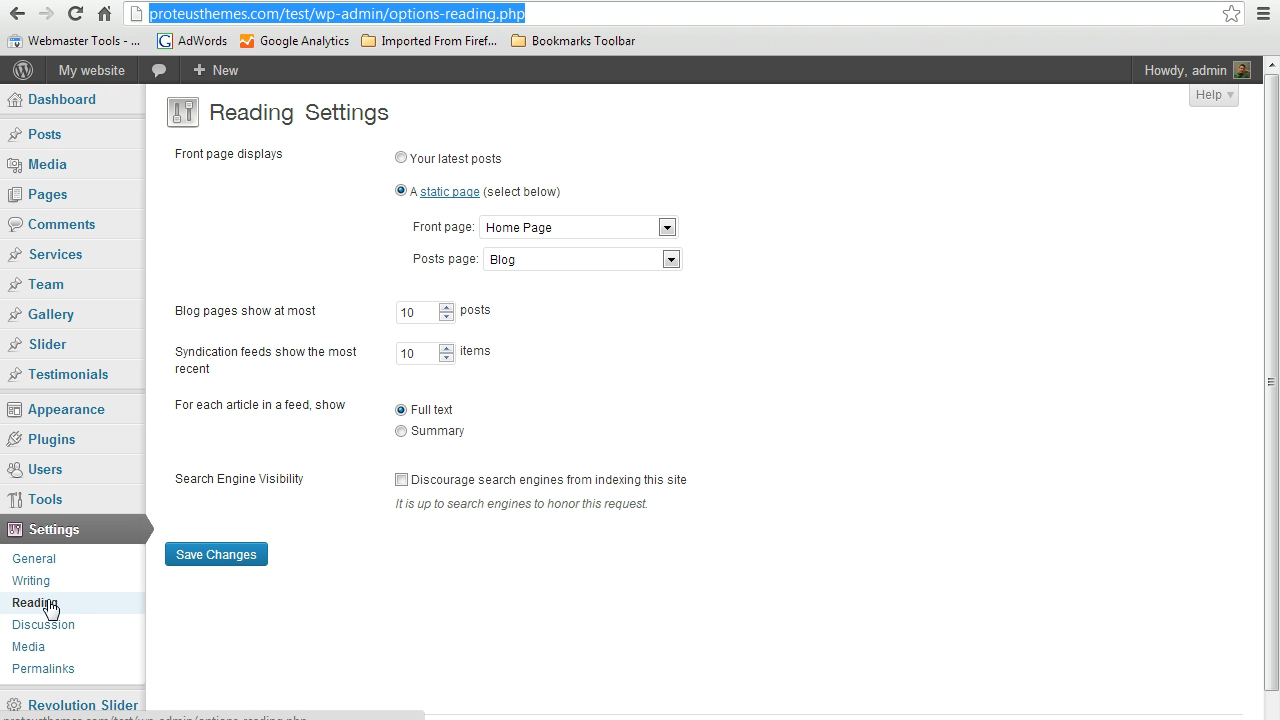 proteusthemes.com/test/wp-admin/options-reading.php
Webmaster Tools - ...
AdWords
Google Analytics
Imported From Firef...
Bookmarks Toolbar
My website
New
Howdy, admin
Help
Dashboard
Posts
Media
Pages
Comments
Services
Team
Gallery
Slider
Testimonials
Appearance
Plugins
Users
Tools
Settings
General
Writing
Reading
Discussion
Media
Permalinks
Revolution Slider
Reading Settings
Front page displays
Your latest posts
A static page (select below)
Front page: Home Page
Posts page: Blog
Blog pages show at most
10 posts
Syndication feeds show the most
recent
10 items
For each article in a feed, show
Full text
Summary
Search Engine Visibility
Discourage search engines from indexing this site
It is up to search engines to honor this request.
Save Changes